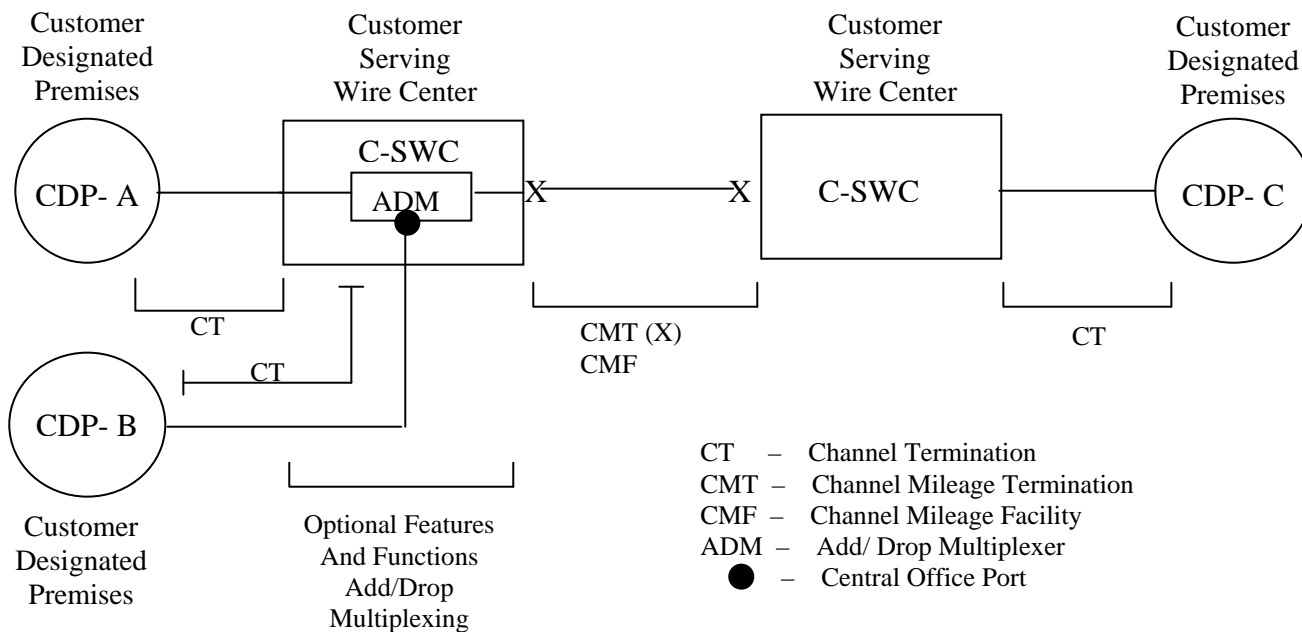 Customer
Designated
Premises
Customer
Serving
Wire Center
Customer
Serving
Wire Center
Customer
Designated
Premises
CDP- A
C-SWC
ADM
X
X
C-SWC
CDP- C
CT
CMT (X)
CMF
CT
CT
CDP- B
Customer
Designated
Premises
Optional Features
And Functions
Add/Drop
Multiplexing
CT – Channel Termination
CMT – Channel Mileage Termination
CMF – Channel Mileage Facility
ADM – Add/ Drop Multiplexer
– Central Office Port